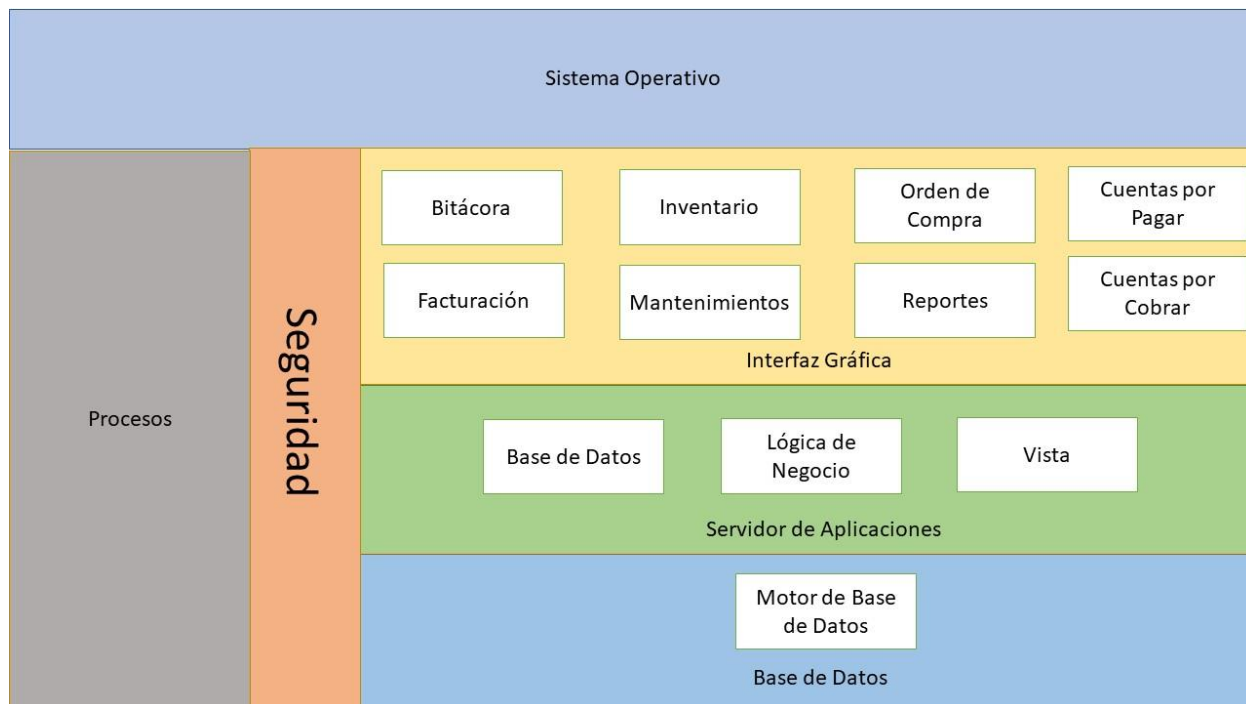 Sistema Operativo
Procesos
Seguridad
Bitácora
Inventario
Orden de
Compra
Cuentas por
Pagar
Facturación
Mantenimientos
Reportes
Cuentas por
Cobrar
Interfaz Gráfica
Base de Datos
Lógica de
Negocio
Vista
Servidor de Aplicaciones
Motor de Base
de Datos
Base de Datos